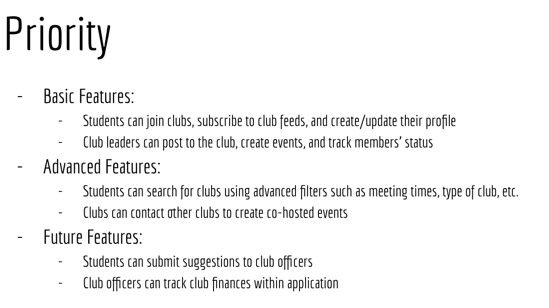 Priority
- Basic Features:
- Students can join clubs, subscribe to club feeds, and create/update their profile
- Club leaders can post to the club, create events, and track members' status
- Advanced Features:
- Students can search for clubs using advanced filters such as meeting times, type of club, etc.
- Clubs can contact other clubs to create co-hosted events
- Future Features:
- Students can submit suggestions to club officers
- Club officers can track club finances within application